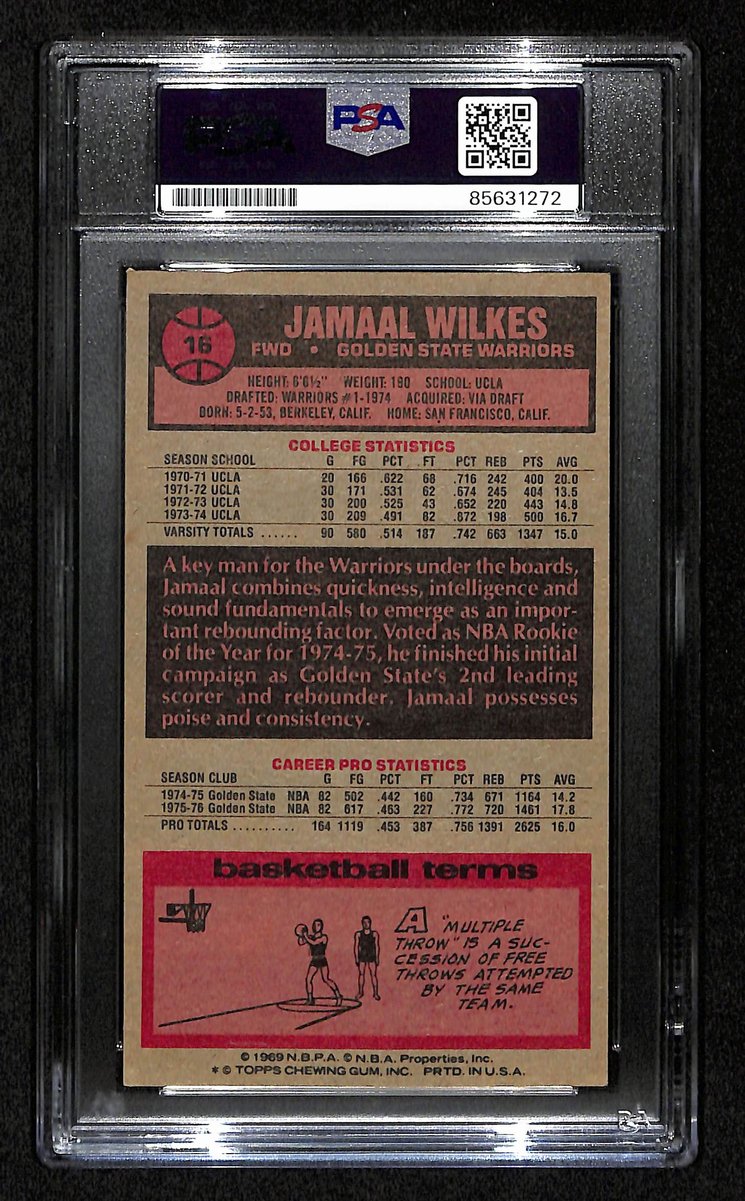 PSA
85631272
16
JAMAAL WILKES
FWD • GOLDEN STATE WARRIORS
HEIGHT: 6'6½" WEIGHT: 190 SCHOOL: UCLA
DRAFTED: WARRIORS #1-1974 ACQUIRED: VIA DRAFT
BORN: 5-2-53, BERKELEY, CALIF. HOME: SAN FRANCISCO, CALIF.
COLLEGE STATISTICS
SEASON SCHOOL G FG PCT FT PCT REB PTS AVG
1970-71 UCLA 20 166 .622 68 .716 242 400 20.0
1971-72 UCLA 30 171 .531 62 .674 245 404 13.5
1972-73 UCLA 30 200 .525 43 .652 220 443 14.8
1973-74 UCLA 30 209 .491 82 .872 198 500 16.7
VARSITY TOTALS ...... 90 580 .514 187 .742 663 1347 15.0
A key man for the Warriors under the boards,
Jamaal combines quickness, intelligence and
sound fundamentals to emerge as an impor-
tant rebounding factor. Voted as NBA Rookie
of the Year for 1974-75, he finished his initial
campaign as Golden State's 2nd leading
scorer and rebounder. Jamaal possesses
poise and consistency.
CAREER PRO STATISTICS
SEASON CLUB G FG PCT FT PCT REB PTS AVG
1974-75 Golden State NBA 82 502 .442 160 .734 671 1164 14.2
1975-76 Golden State NBA 82 617 .463 227 .772 720 1461 17.8
PRO TOTALS .......... 164 1119 .453 387 .756 1391 2625 16.0
basketball terms
A "MULTIPLE
THROW" IS A SUC-
CESSION OF FREE
THROWS ATTEMPTED
BY THE SAME
TEAM.
© 1969 N.B.P.A. © N.B.A. Properties, Inc.
* © TOPPS CHEWING GUM, INC. PRTD. IN U.S.A.
PSA